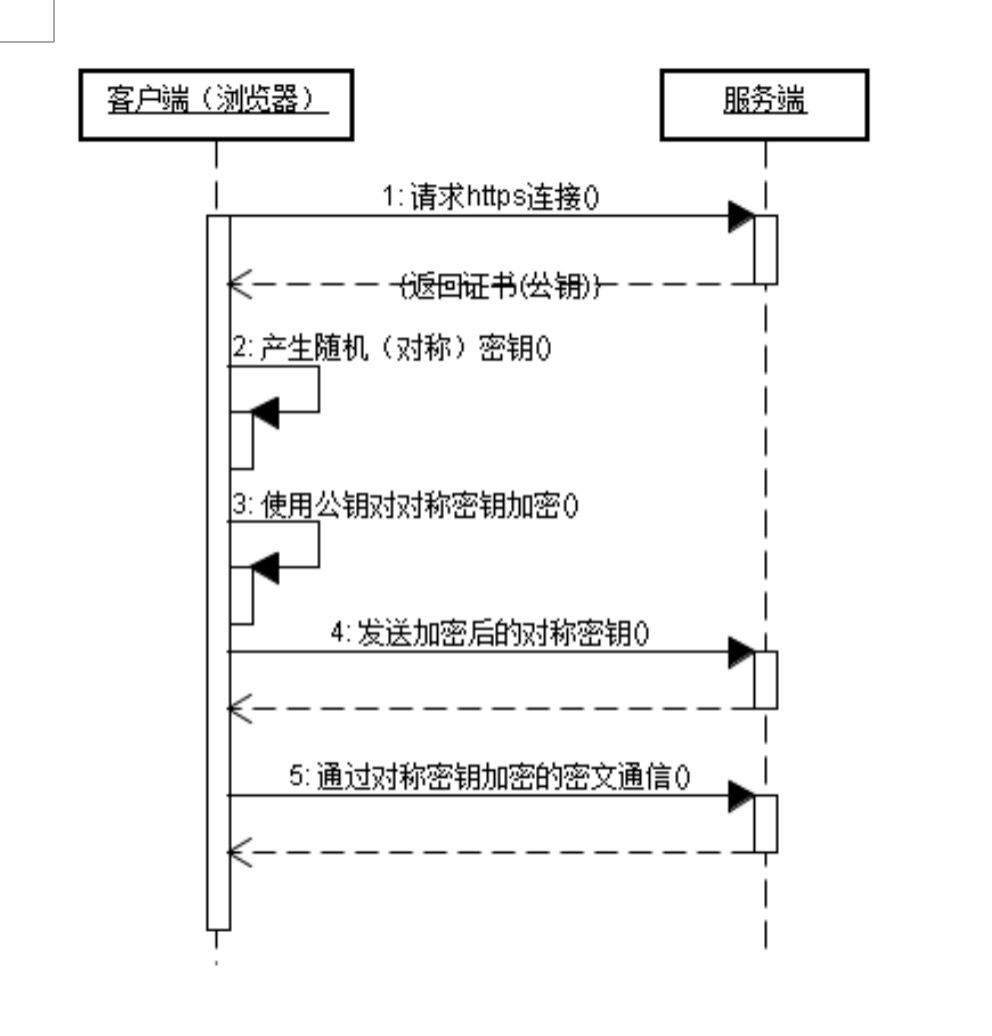 客户端（浏览器）
服务端
1: 请求https连接()
(返回证书(公钥))
2: 产生随机（对称）密钥()
3: 使用公钥对对称密钥加密()
4: 发送加密后的对称密钥()
5: 通过对称密钥加密的密文通信()